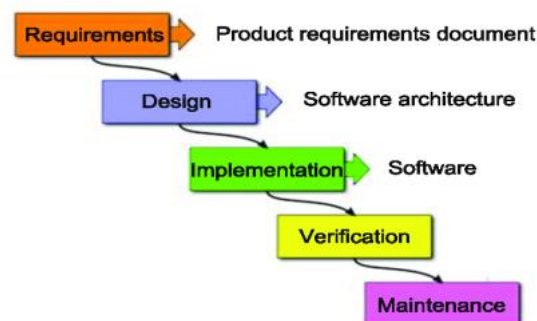 Requirements Product requirements document
Design Software architecture
Implementation Software
Verification
Maintenance